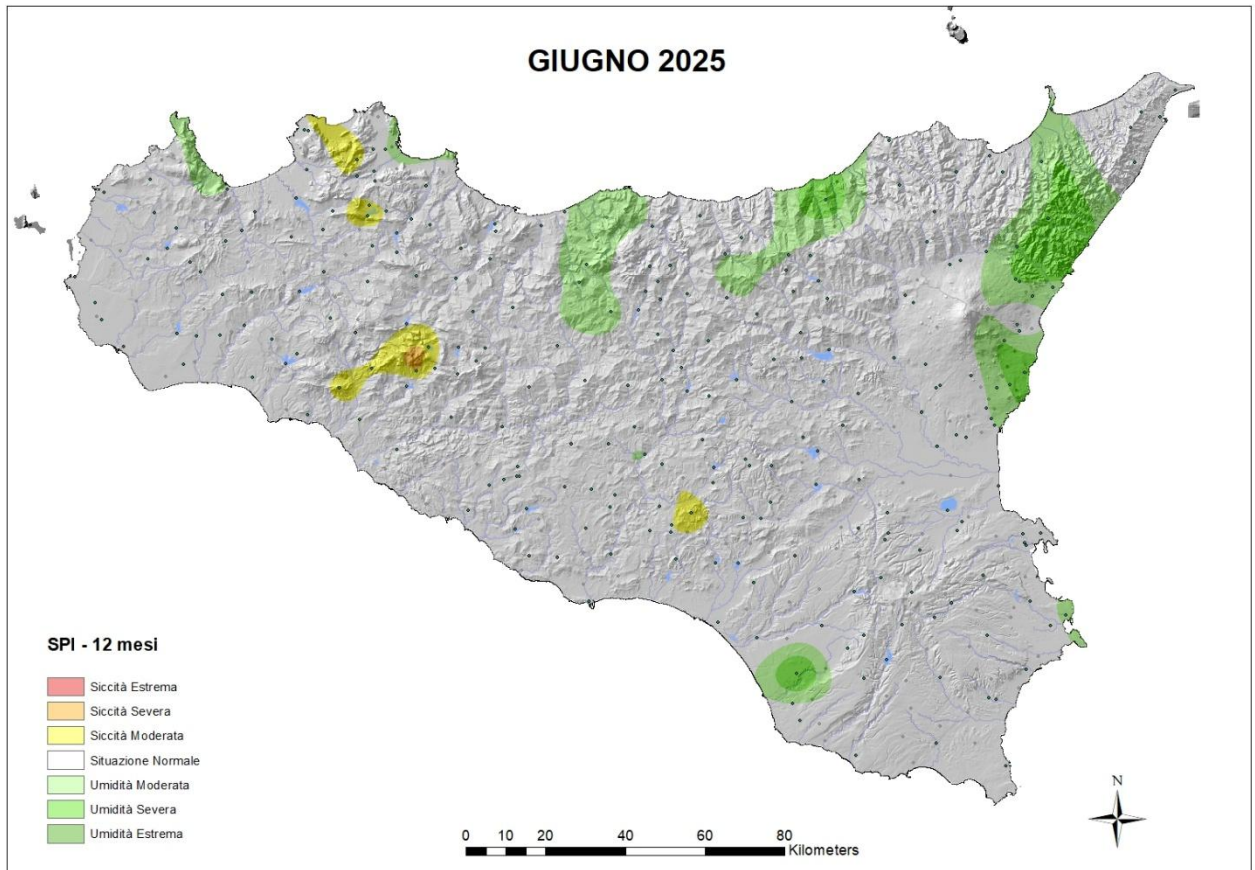 GIUGNO 2025
SPI - 12 mesi
Siccità Estrema
Siccità Severa
Siccità Moderata
Situazione Normale
Umidità Moderata
Umidità Severa
Umidità Estrema
N
0 10 20 40 60 80
Kilometers